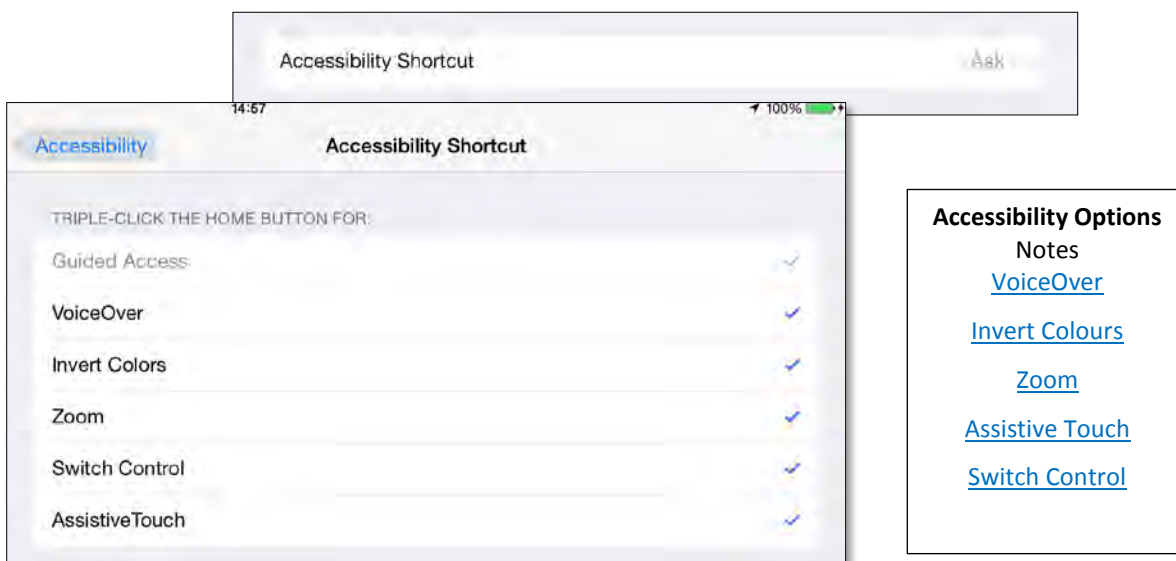 Accessibility Shortcut Ask
14:57 100%
Accessibility Accessibility Shortcut
TRIPLE-CLICK THE HOME BUTTON FOR:
Guided Access
VoiceOver
Invert Colors
Zoom
Switch Control
AssistiveTouch
Accessibility Options
Notes
VoiceOver
Invert Colours
Zoom
Assistive Touch
Switch Control